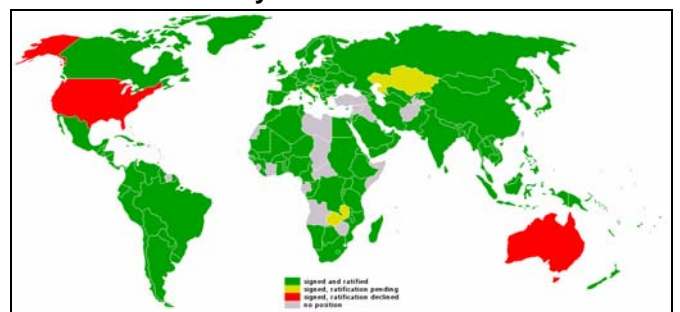 signed and ratified
signed, ratification pending
signed, ratification declined
no position